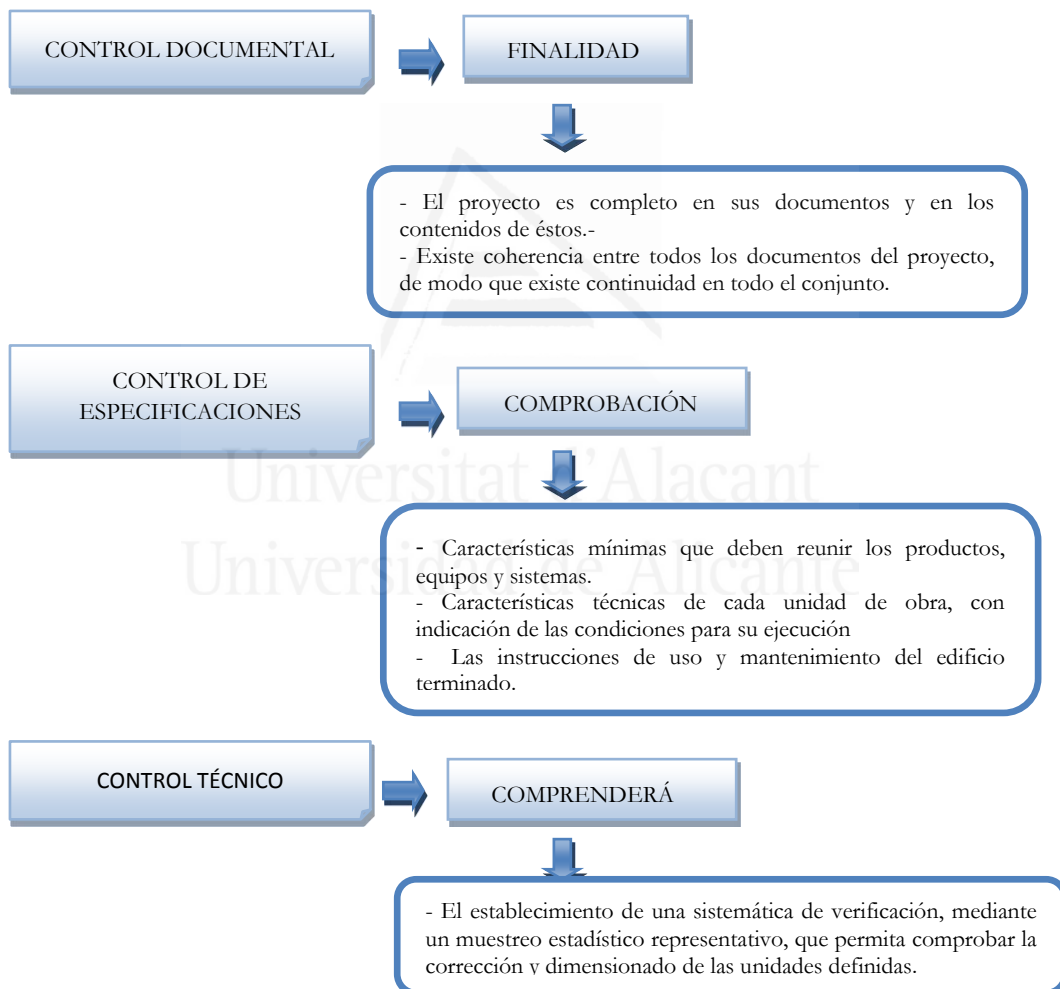 CONTROL DOCUMENTAL
FINALIDAD
- El proyecto es completo en sus documentos y en los
contenidos de éstos.-
- Existe coherencia entre todos los documentos del proyecto,
de modo que existe continuidad en todo el conjunto.
CONTROL DE
ESPECIFICACIONES
COMPROBACIÓN
Universitat d'Alacant
Universidad de Alicante
- Características mínimas que deben reunir los productos,
equipos y sistemas.
- Características técnicas de cada unidad de obra, con
indicación de las condiciones para su ejecución
- Las instrucciones de uso y mantenimiento del edificio
terminado.
CONTROL TÉCNICO
COMPRENDERÁ
- El establecimiento de una sistemática de verificación, mediante
un muestreo estadístico representativo, que permita comprobar la
corrección y dimensionado de las unidades definidas.